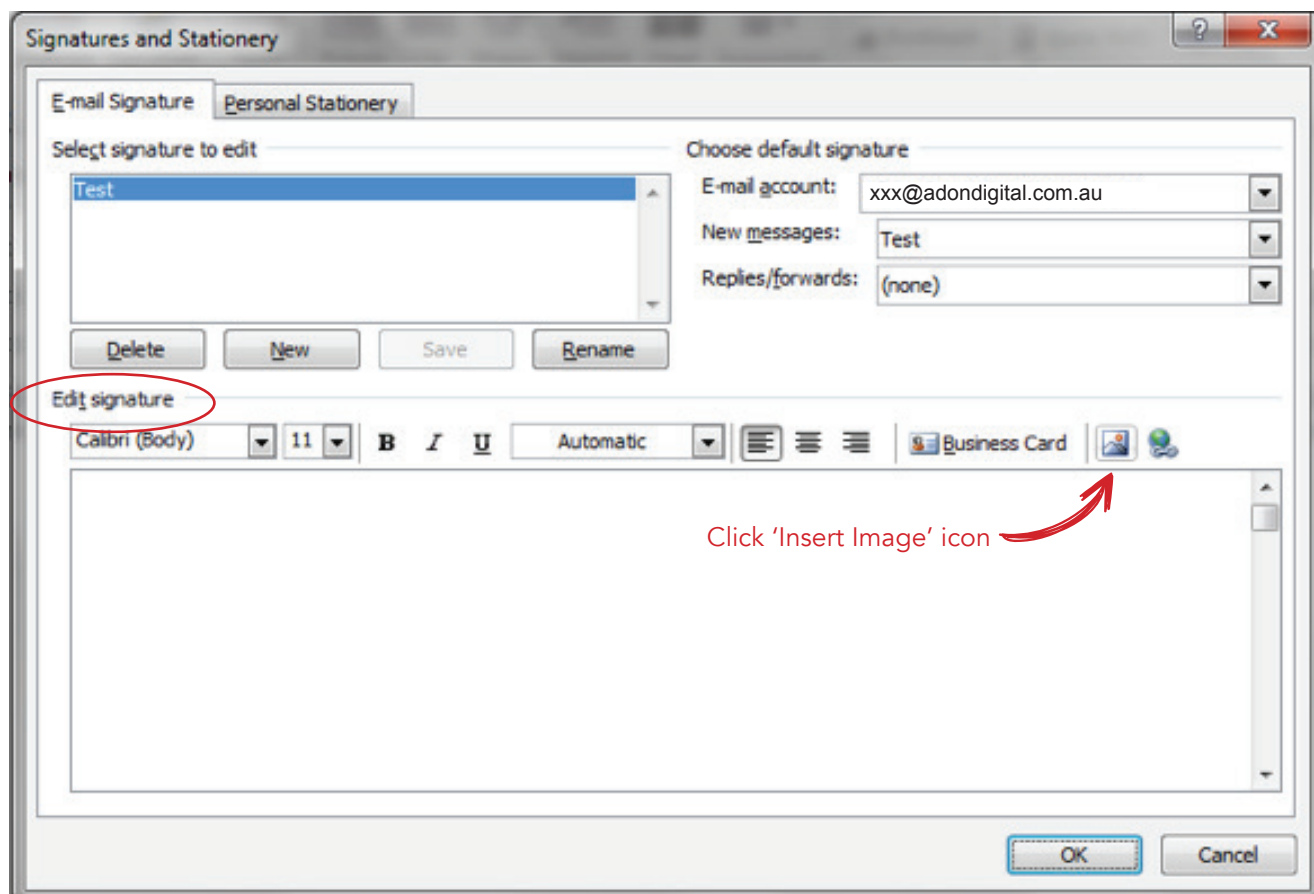 Signatures and Stationery
E-mail Signature Personal Stationery
Select signature to edit
Test
Delete New Save Rename
Choose default signature
E-mail account: xxx@adondigital.com.au
New messages: Test
Replies/forwards: (none)
Edit signature
Calibri (Body) 11 B I U Automatic Business Card
Click ‘Insert Image’ icon
OK Cancel